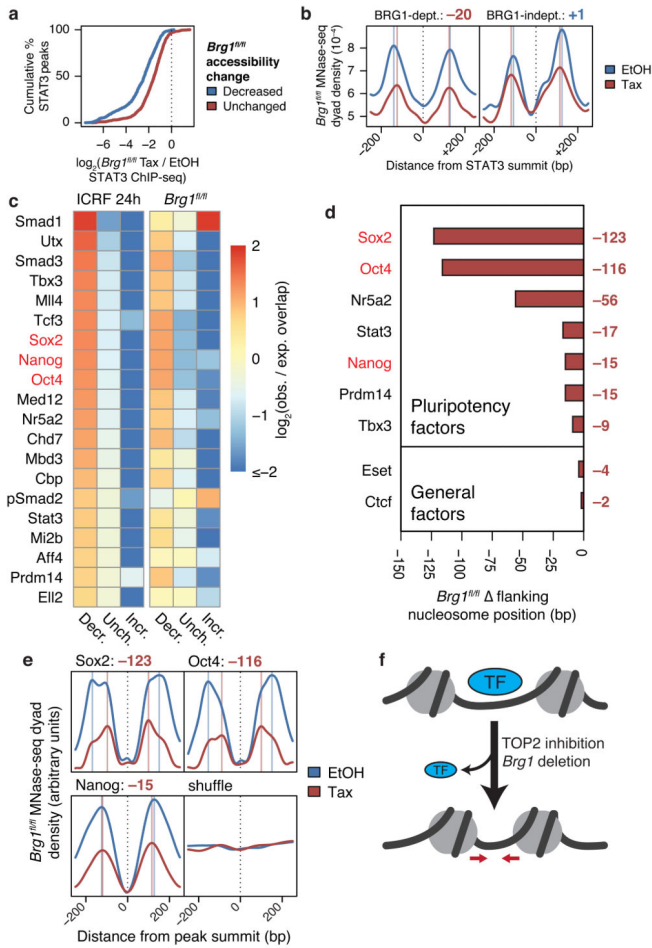 a
Cumulative %
STAT3 peaks
100
50
0
−6 −4 −2 0
log2(Brg1fl/fl Tax / EtOH
STAT3 ChIP-seq)
Brg1fl/fl
accessibility
change
Decreased
Unchanged
b
BRG1-dept.: −20
BRG1-indept.: +1
Brg1fl/fl MNase-seq
dyad density (10−4)
8
7
6
5
−200 0 +200
0 +200
Distance from STAT3 summit (bp)
EtOH
Tax
c
ICRF 24h
Brg1fl/fl
Smad1
Utx
Smad3
Tbx3
Mll4
Tcf3
Sox2
Nanog
Oct4
Med12
Nr5a2
Chd7
Mbd3
Cbp
pSmad2
Stat3
Mi2b
Aff4
Prdm14
Ell2
Decr.
Unch.
Incr.
Decr.
Unch.
Incr.
2
1
0
−1
≤−2
log2(obs. / exp. overlap)
d
Sox2 −123
Oct4 −116
Nr5a2 −56
Stat3 −17
Nanog −15
Prdm14 −15
Tbx3 −9
Pluripotency
factors
Eset −4
Ctcf −2
General
factors
−150 −125 −100 −75 −50 −25 0
Brg1fl/fl Δ flanking
nucleosome position (bp)
e
Sox2: −123
Oct4: −116
Nanog: −15
shuffle
Brg1fl/fl MNase-seq dyad
density (arbitrary units)
−200 0 200
−200 0 200
Distance from peak summit (bp)
EtOH
Tax
f
TF
TOP2 inhibition
Brg1 deletion
TF